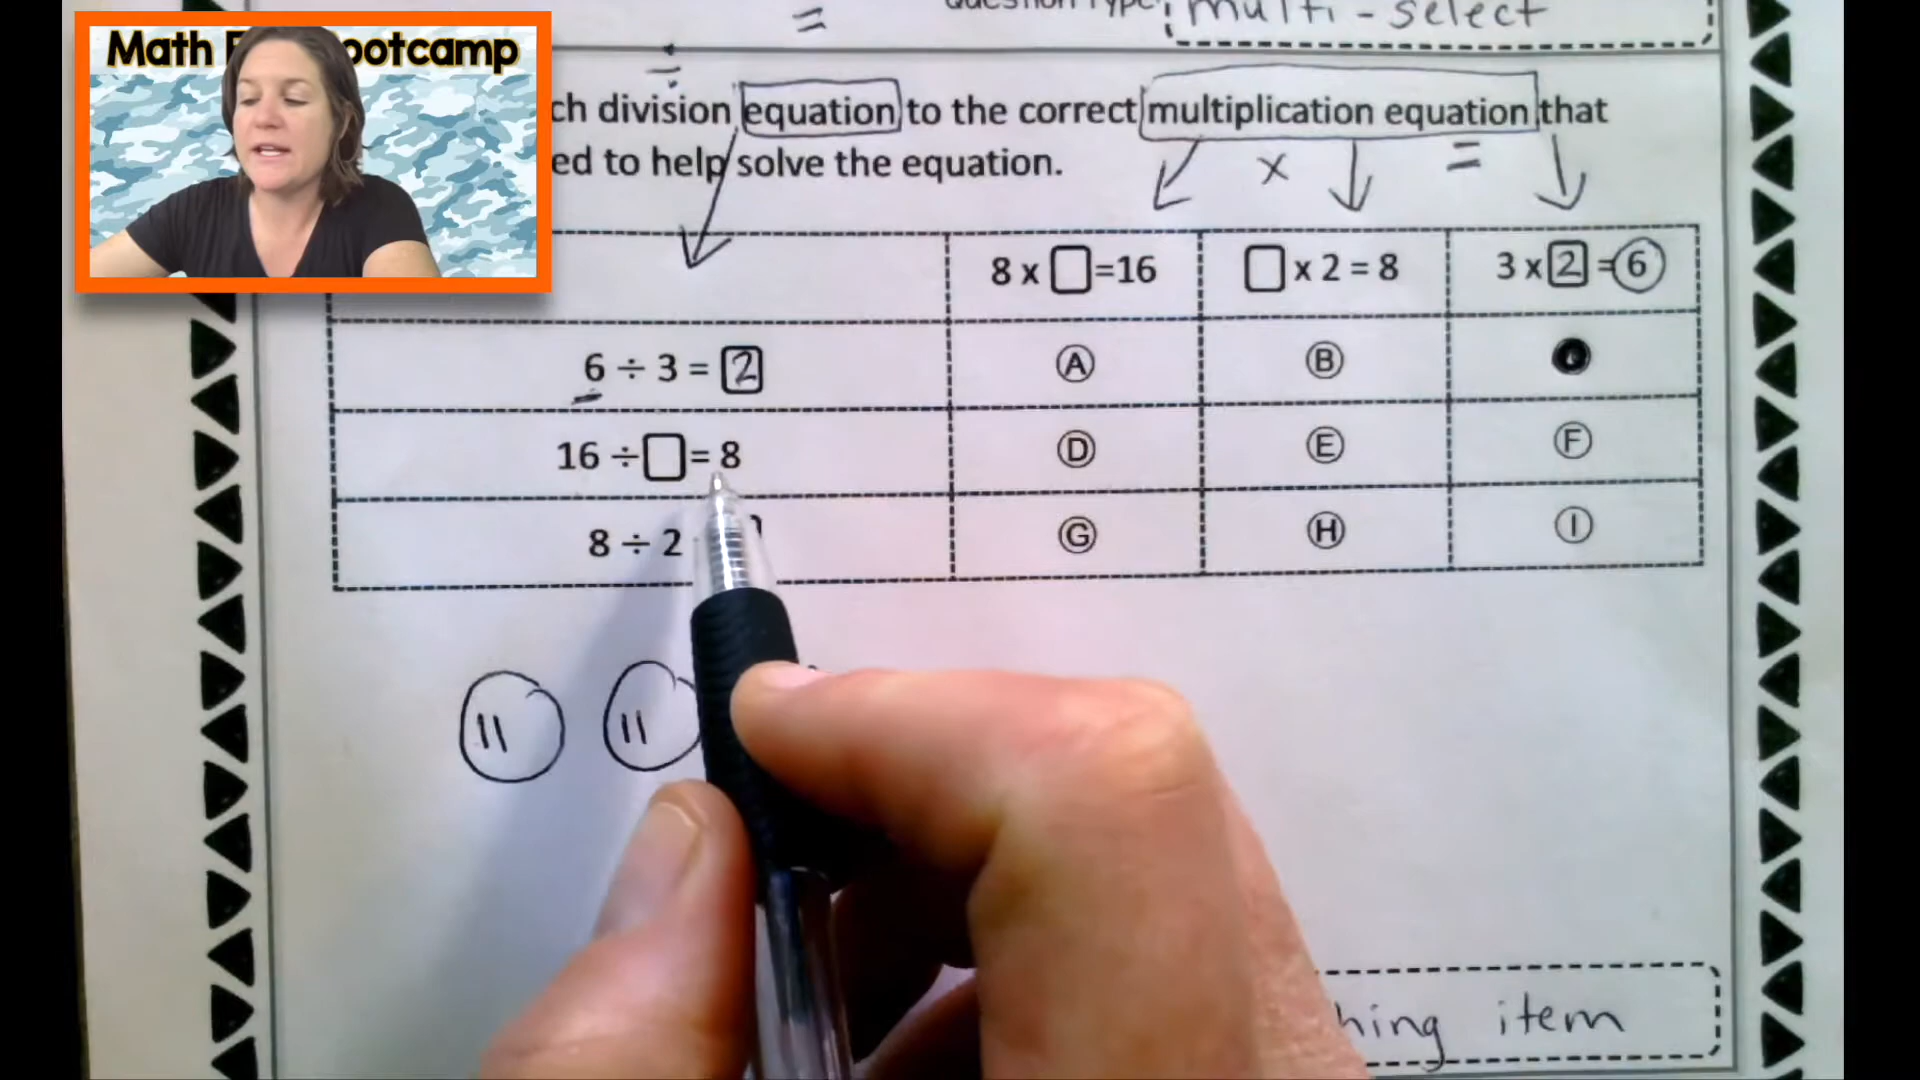 Math ootcamp
=
multi-select
÷
ch division equation to the correct multiplication equation that
ed to help solve the equation.
x =
8 x □=16 □ x 2 = 8 3 x 2 = 6
6 ÷ 3 = 2 A B
16 ÷ □ = 8 D E F
8 ÷ 2 G H I
hing item